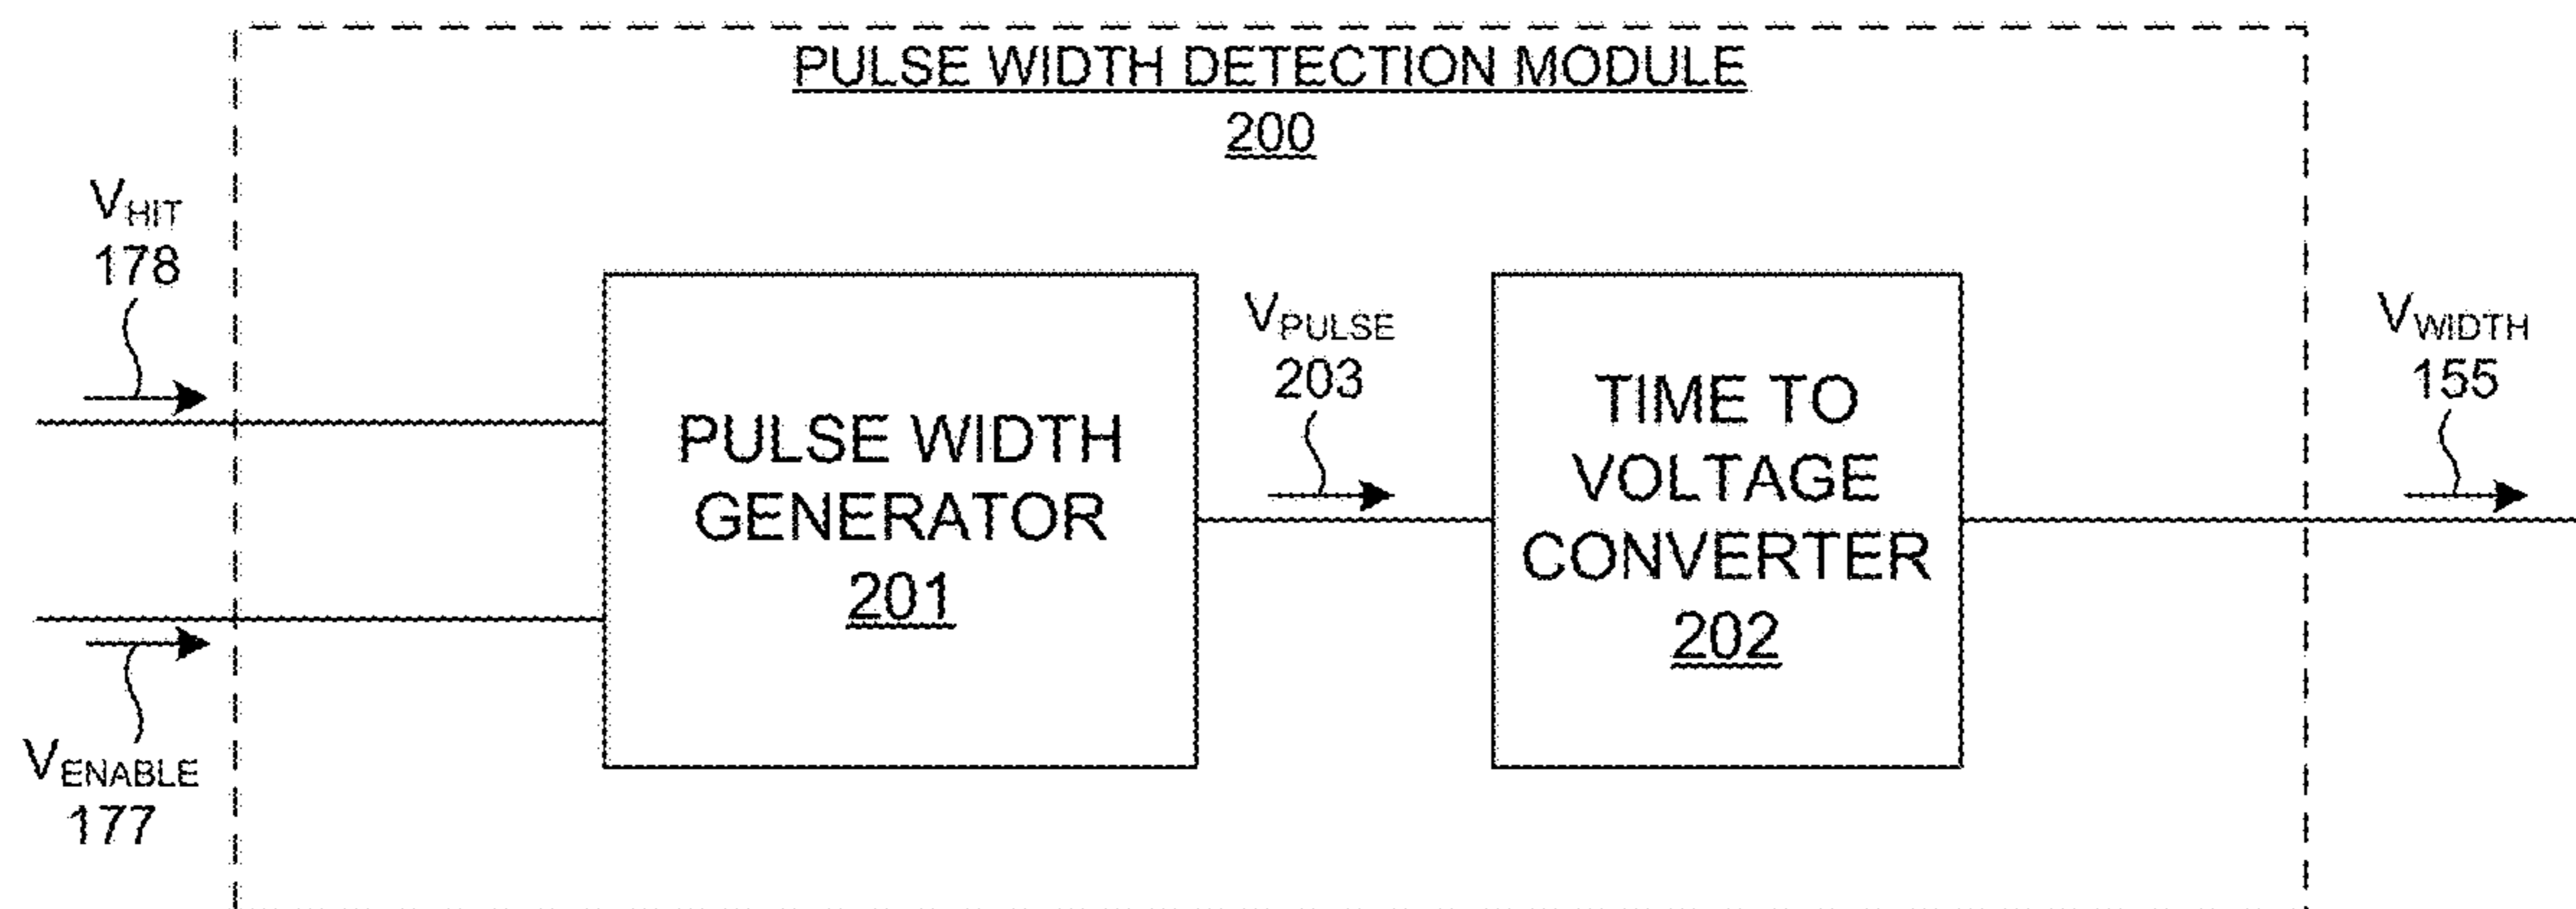 PULSE WIDTH DETECTION MODULE
200
VHIT
178
VENABLE
177
PULSE WIDTH
GENERATOR
201
VPULSE
203
TIME TO
VOLTAGE
CONVERTER
202
VWIDTH
155